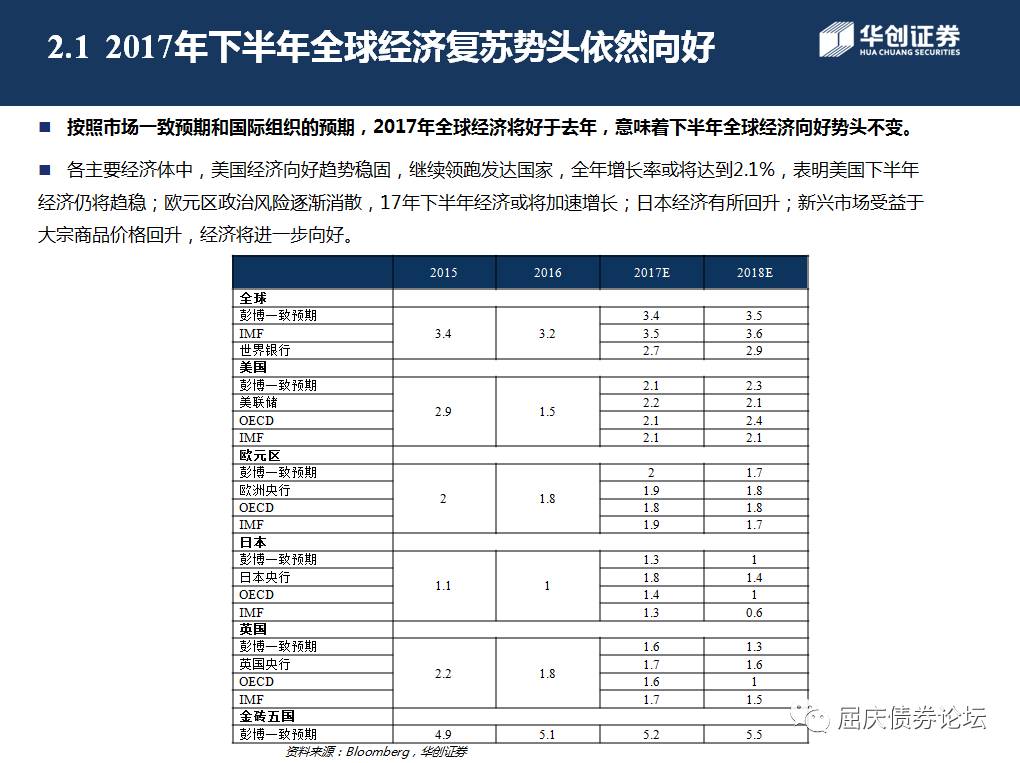 2.1 2017年下半年全球经济复苏势头依然向好
华创证券
HUA CHUANG SECURITIES
按照市场一致预期和国际组织的预期，2017年全球经济将好于去年，意味着下半年全球经济向好势头不变。
各主要经济体中，美国经济向好趋势稳固，继续领跑发达国家，全年增长率或将达到2.1%，表明美国下半年
经济仍将趋稳；欧元区政治风险逐渐消散，17年下半年经济或将加速增长；日本经济有所回升；新兴市场受益于
大宗商品价格回升，经济将进一步向好。
2015 2016 2017E 2018E
全球
彭博一致预期 3.4 3.2 3.4 3.5
IMF 3.5 3.6
世界银行 2.7 2.9
美国
彭博一致预期 2.9 1.5 2.1 2.3
美联储 2.2 2.1
OECD 2.1 2.4
IMF 2.1 2.1
欧元区
彭博一致预期 2 1.8 2 1.7
欧洲央行 1.9 1.8
OECD 1.8 1.8
IMF 1.9 1.7
日本
彭博一致预期 1.1 1 1.3 1
日本央行 1.8 1.4
OECD 1.4 1
IMF 1.3 0.6
英国
彭博一致预期 2.2 1.8 1.6 1.3
英国央行 1.7 1.6
OECD 1.6 1
IMF 1.7 1.5
金砖五国
彭博一致预期 4.9 5.1 5.2 5.5
资料来源：Bloomberg，华创证券
屈庆债券论坛